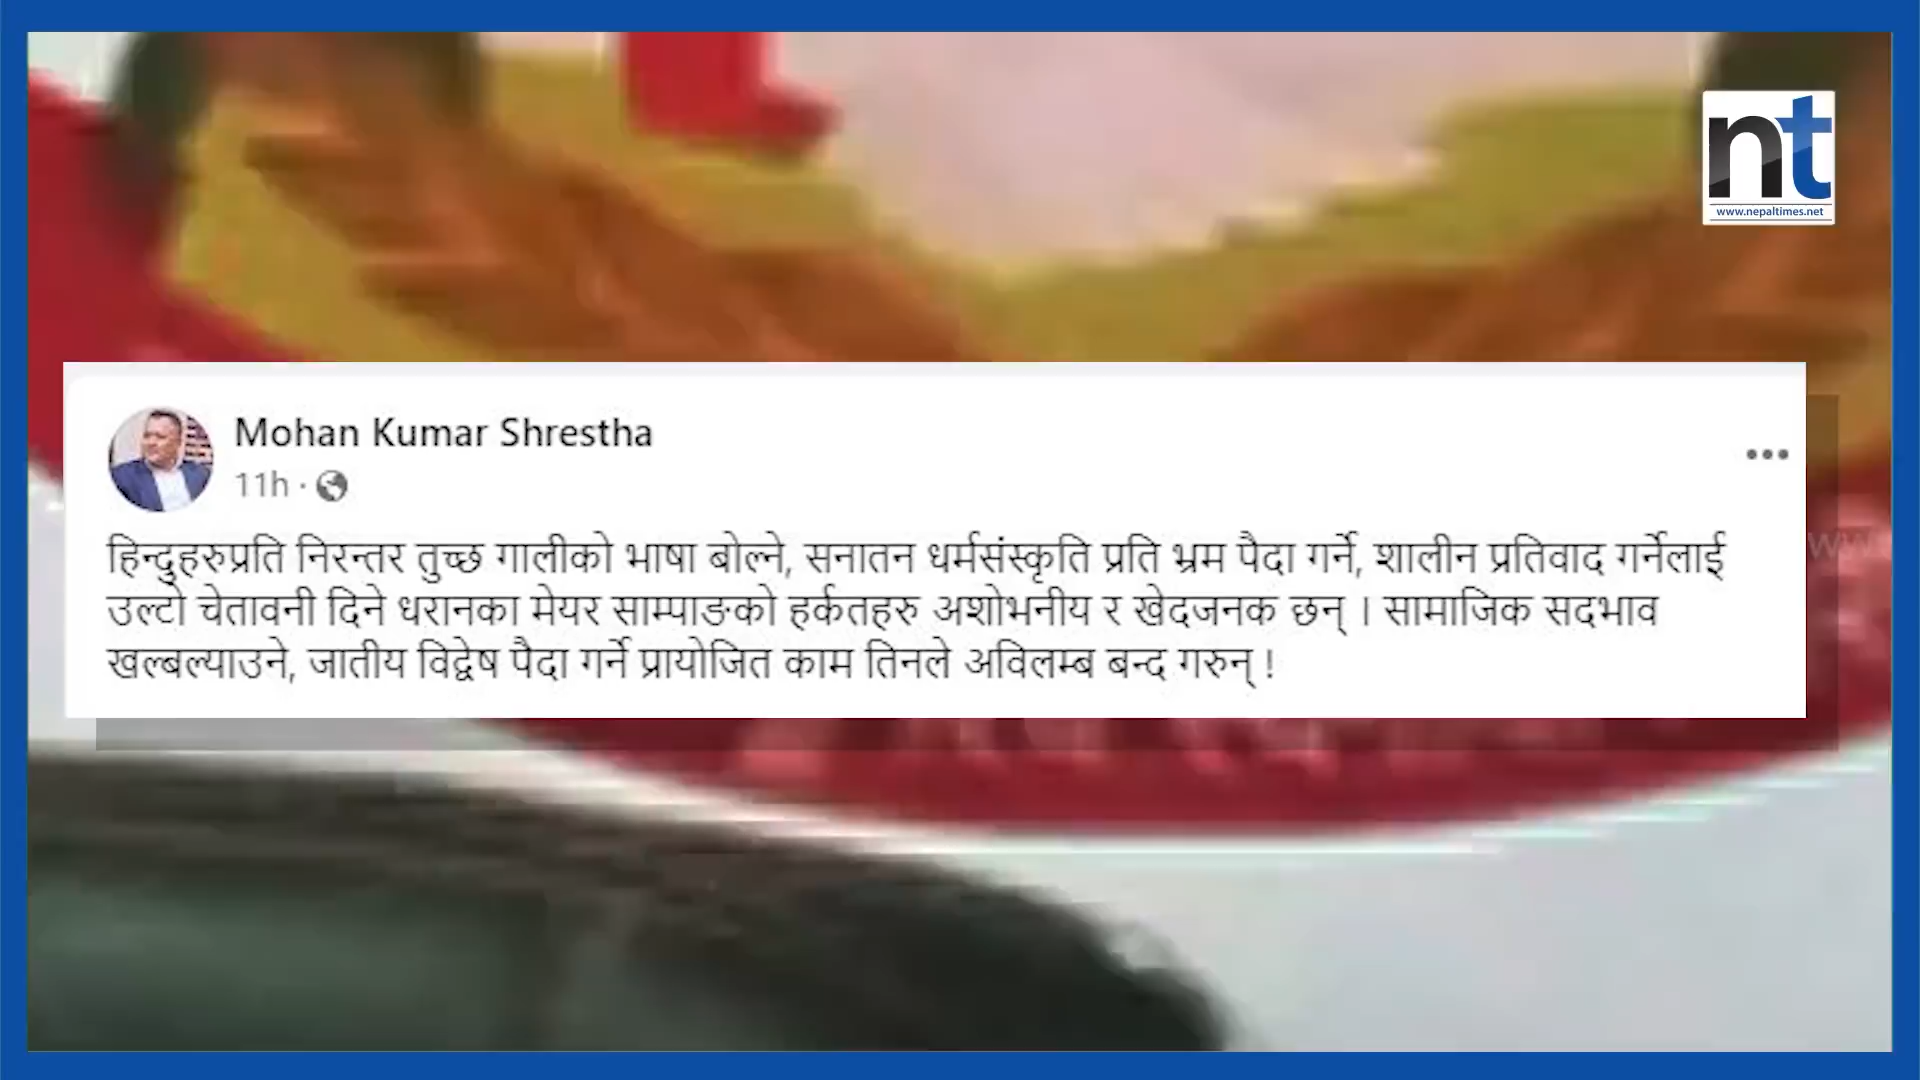 nt
www.nepaltimes.net
Mohan Kumar Shrestha
11h ·
हिन्दुहरुप्रति निरन्तर तुच्छ गालीको भाषा बोल्ने, सनातन धर्मसंस्कृति प्रति भ्रम पैदा गर्ने, शालीन प्रतिवाद गर्नेलाई
उल्टो चेतावनी दिने धरानका मेयर साम्पाङको हर्कतहरु अशोभनीय र खेदजनक छन् । सामाजिक सदभाव
खल्बल्याउने, जातीय विद्वेष पैदा गर्ने प्रायोजित काम तिनले अविलम्ब बन्द गरुन् !